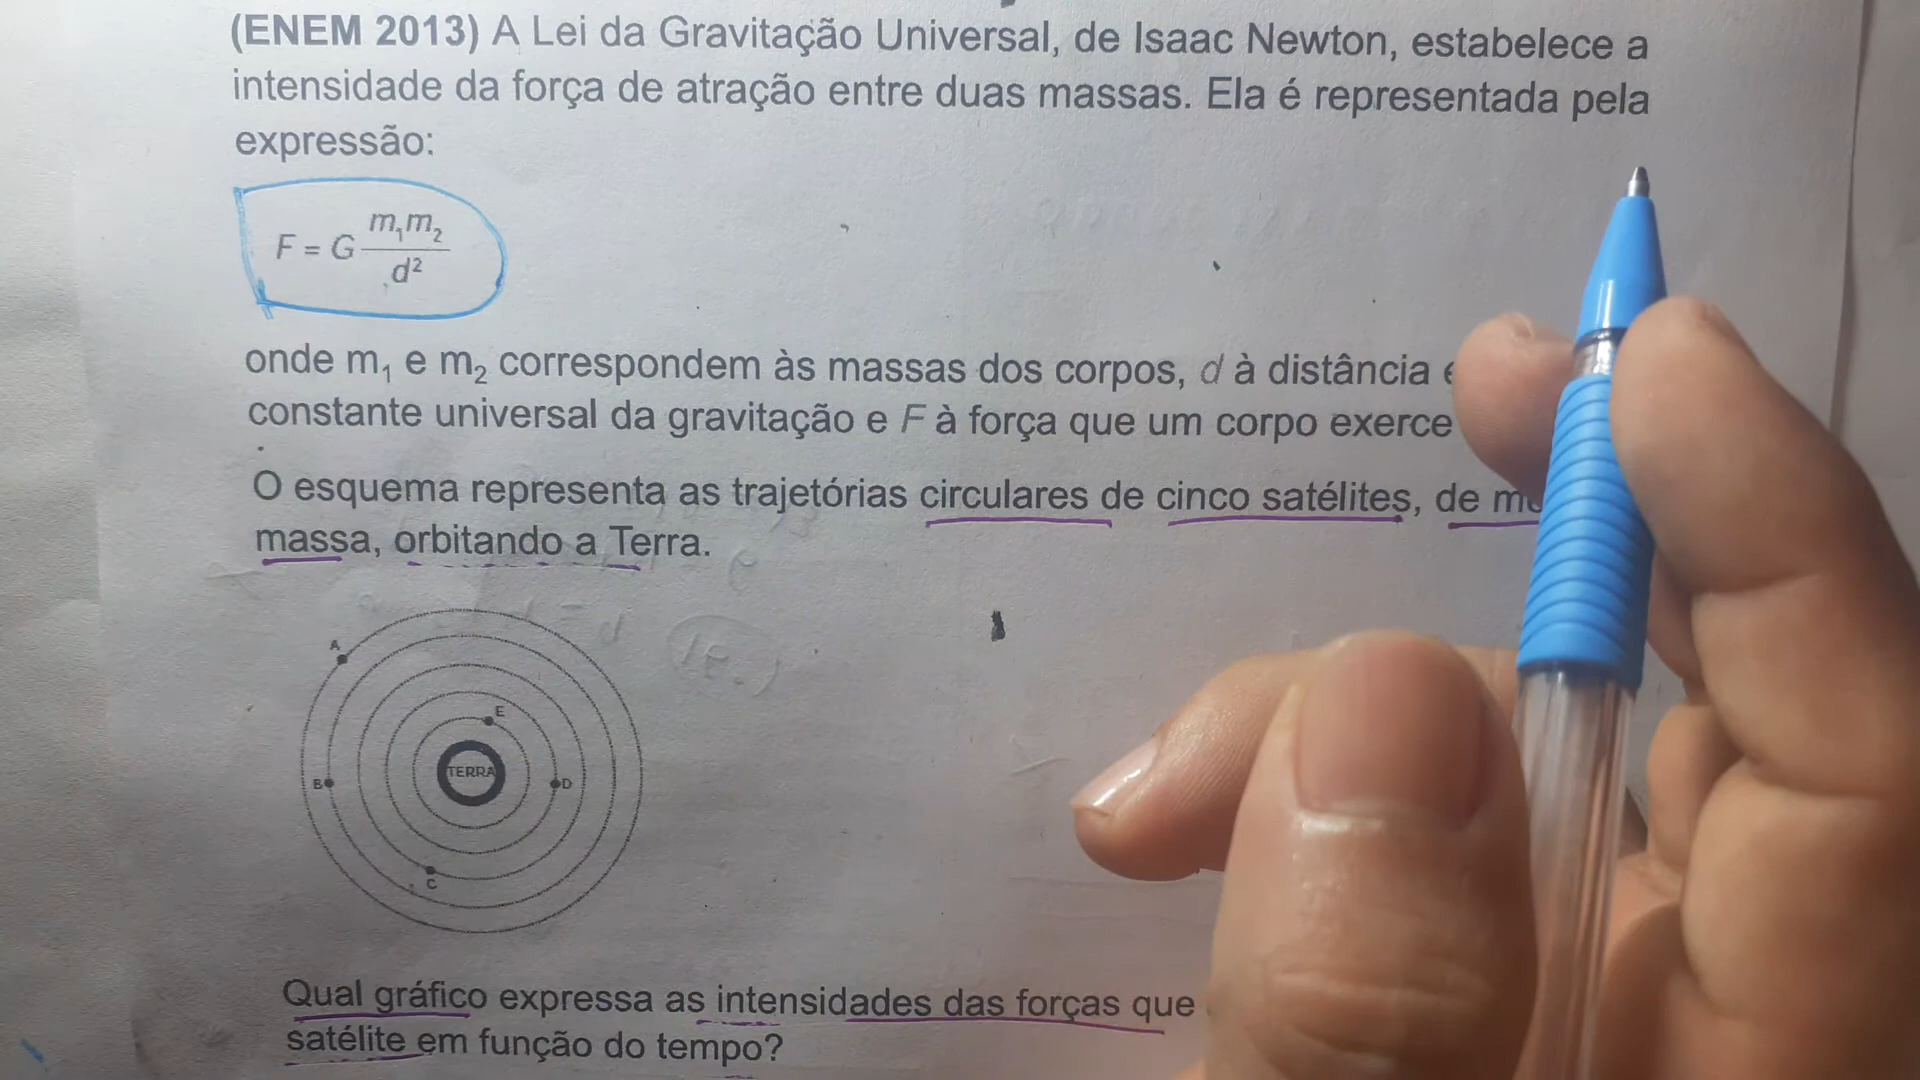 (ENEM 2013) A Lei da Gravitação Universal, de Isaac Newton, estabelece a
intensidade da força de atração entre duas massas. Ela é representada pela
expressão:
F = G m₁m₂ / d²
onde m₁ e m₂ correspondem às massas dos corpos, d à distância
constante universal da gravitação e F à força que um corpo exerce
O esquema representa as trajetórias circulares de cinco satélites, de
massa, orbitando a Terra.
A
E
TERRA
B
D
C
Qual gráfico expressa as intensidades das forças que
satélite em função do tempo?